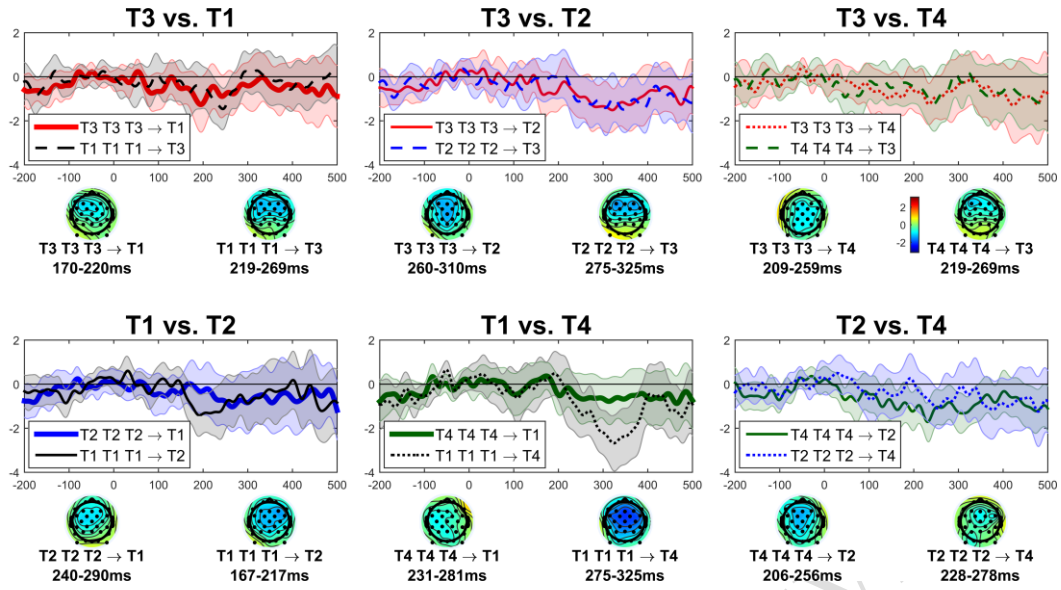 T3 vs. T1
T3 vs. T2
T3 vs. T4
2
0
-2
-4
T3 T3 T3 → T1
T1 T1 T1 → T3
-200 -100 0 100 200 300 400 500
2
0
-2
-4
T3 T3 T3 → T2
T2 T2 T2 → T3
-200 -100 0 100 200 300 400 500
2
0
-2
-4
T3 T3 T3 → T4
T4 T4 T4 → T3
-200 -100 0 100 200 300 400 500
T3 T3 T3 → T1
170-220ms
T1 T1 T1 → T3
219-269ms
T3 T3 T3 → T2
260-310ms
T2 T2 T2 → T3
275-325ms
T3 T3 T3 → T4
209-259ms
2
0
-2
T4 T4 T4 → T3
219-269ms
T1 vs. T2
T1 vs. T4
T2 vs. T4
2
0
-2
-4
T2 T2 T2 → T1
T1 T1 T1 → T2
-200 -100 0 100 200 300 400 500
2
0
-2
-4
T4 T4 T4 → T1
T1 T1 T1 → T4
-200 -100 0 100 200 300 400 500
2
0
-2
-4
T4 T4 T4 → T2
T2 T2 T2 → T4
-200 -100 0 100 200 300 400 500
T2 T2 T2 → T1
240-290ms
T1 T1 T1 → T2
167-217ms
T4 T4 T4 → T1
231-281ms
T1 T1 T1 → T4
275-325ms
T4 T4 T4 → T2
206-256ms
T2 T2 T2 → T4
228-278ms